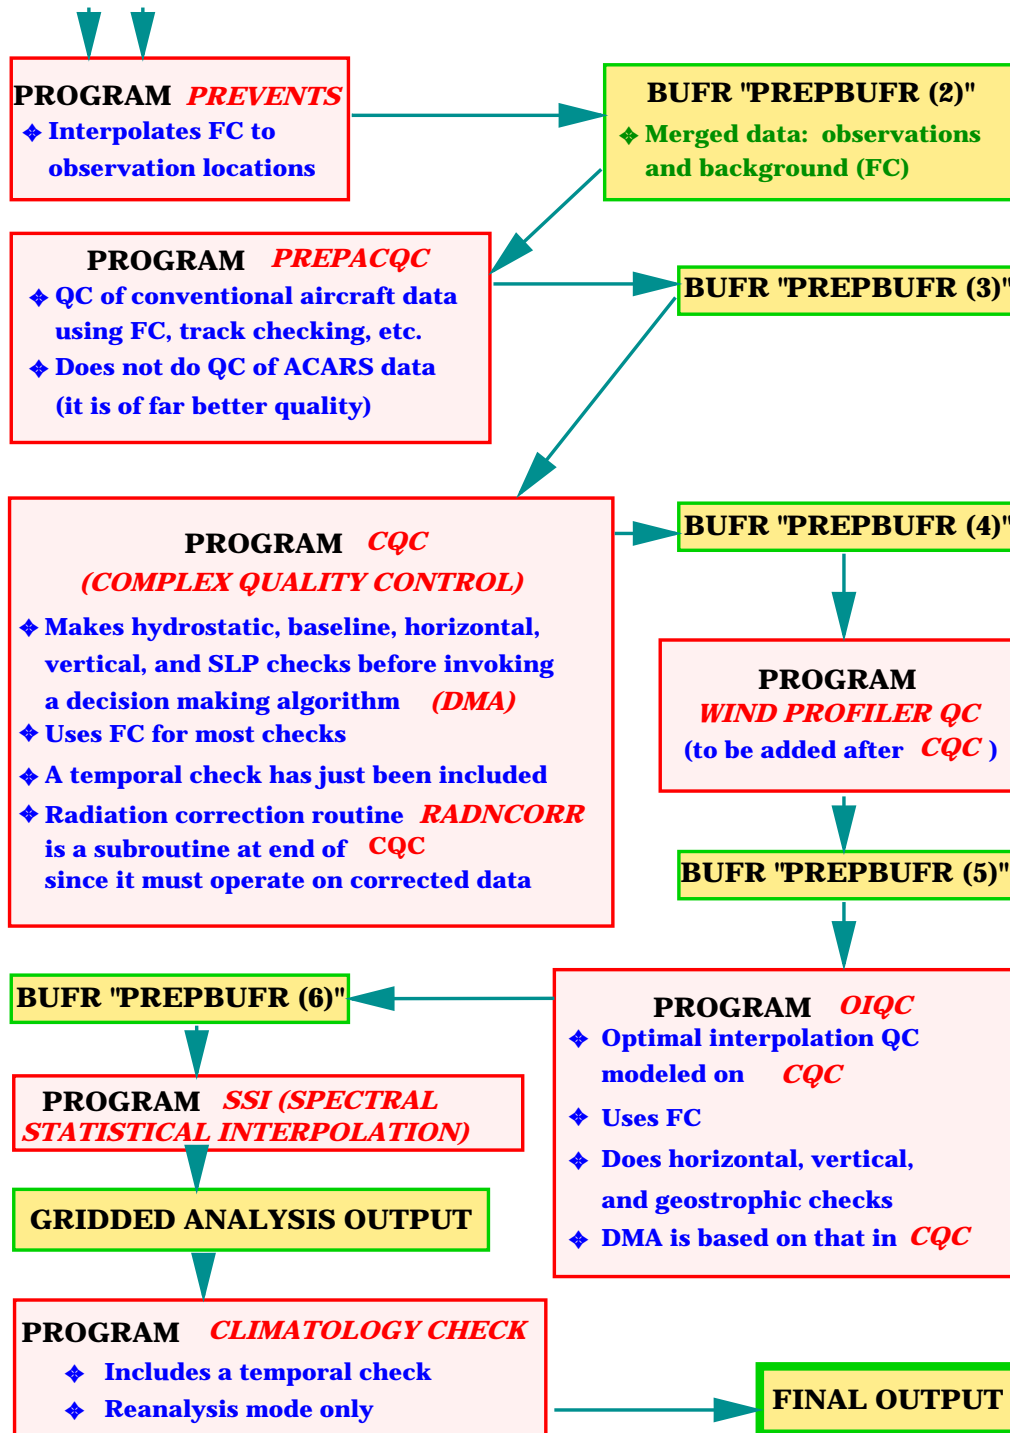 PROGRAM PREVENTS
❖ Interpolates FC to
observation locations
BUFR "PREPBUFR (2)"
❖ Merged data: observations
and background (FC)
PROGRAM PREPACQC
❖ QC of conventional aircraft data
using FC, track checking, etc.
❖ Does not do QC of ACARS data
(it is of far better quality)
BUFR "PREPBUFR (3)"
PROGRAM CQC
(COMPLEX QUALITY CONTROL)
❖ Makes hydrostatic, baseline, horizontal,
vertical, and SLP checks before invoking
a decision making algorithm (DMA)
❖ Uses FC for most checks
❖ A temporal check has just been included
❖ Radiation correction routine RADNCORR
is a subroutine at end of CQC
since it must operate on corrected data
BUFR "PREPBUFR (4)"
PROGRAM
WIND PROFILER QC
(to be added after CQC )
BUFR "PREPBUFR (5)"
PROGRAM OIQC
❖ Optimal interpolation QC
modeled on CQC
❖ Uses FC
❖ Does horizontal, vertical,
and geostrophic checks
❖ DMA is based on that in CQC
BUFR "PREPBUFR (6)"
PROGRAM SSI (SPECTRAL
STATISTICAL INTERPOLATION)
GRIDDED ANALYSIS OUTPUT
PROGRAM CLIMATOLOGY CHECK
❖ Includes a temporal check
❖ Reanalysis mode only
FINAL OUTPUT